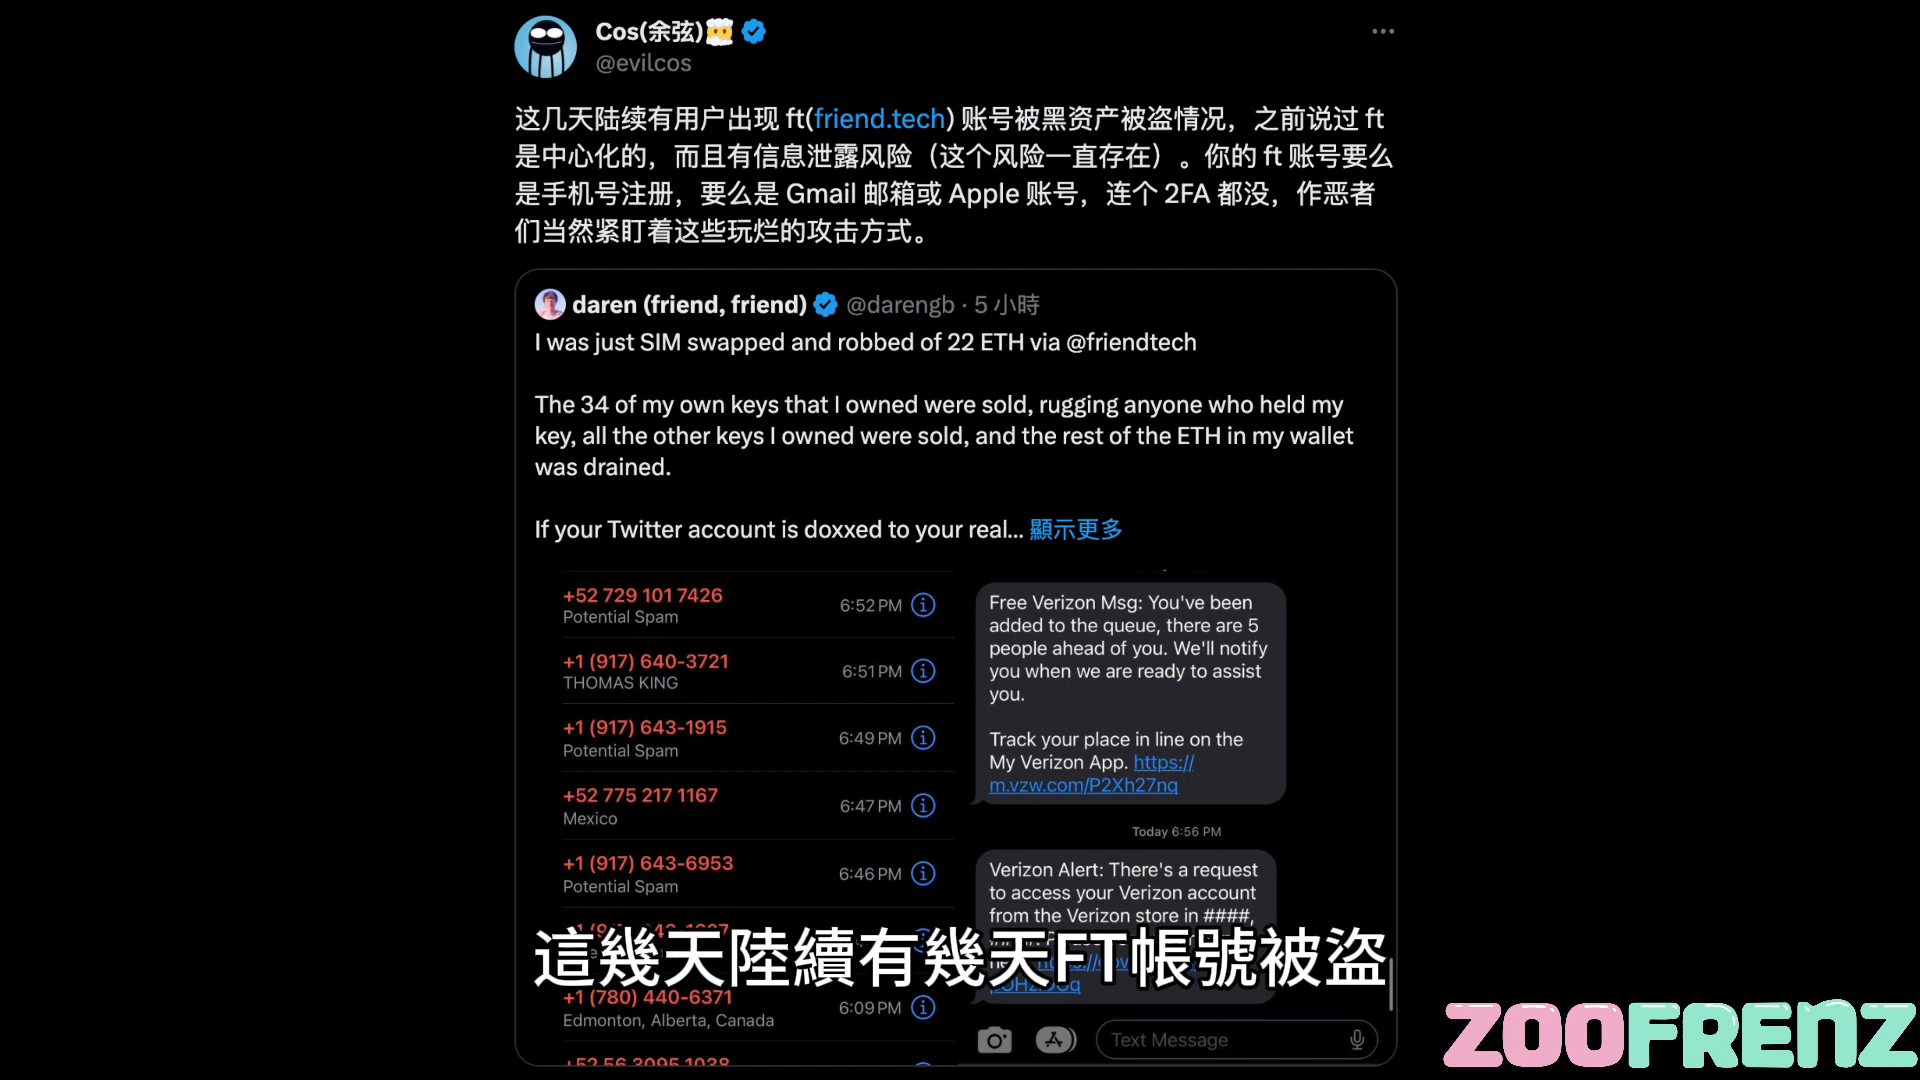 Cos(余弦)
@evilcos
这几天陆续有用户出现 ft(friend.tech) 账号被黑资产被盗情况，之前说过 ft
是中心化的，而且有信息泄露风险（这个风险一直存在）。你的 ft 账号要么
是手机号注册，要么是 Gmail 邮箱或 Apple 账号，连个 2FA 都没，作恶者
们当然紧盯着这些玩烂的攻击方式。
daren (friend, friend) @darengb · 5 小時
I was just SIM swapped and robbed of 22 ETH via @friendtech
The 34 of my own keys that I owned were sold, rugging anyone who held my
key, all the other keys I owned were sold, and the rest of the ETH in my wallet
was drained.
If your Twitter account is doxxed to your real... 顯示更多
+52 729 101 7426
Potential Spam
6:52 PM
+1 (917) 640-3721
THOMAS KING
6:51 PM
+1 (917) 643-1915
Potential Spam
6:49 PM
+52 775 217 1167
Mexico
6:47 PM
+1 (917) 643-6953
Potential Spam
6:46 PM
+1 (780) 440-6371
Edmonton, Alberta, Canada
6:09 PM
+52 56 3095 1038
Free Verizon Msg: You've been
added to the queue, there are 5
people ahead of you. We'll notify
you when we are ready to assist
you.
Track your place in line on the
My Verizon App. https://
m.vzw.com/P2Xh27nq
Today 6:56 PM
Verizon Alert: There's a request
to access your Verizon account
from the Verizon store in ####,
Text Message
這幾天陸續有幾天FT帳號被盜
ZOOFRENZ